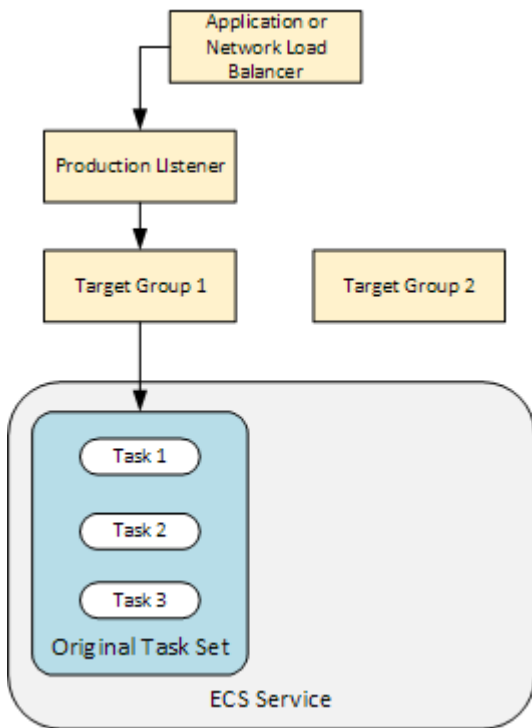 Application or
Network Load
Balancer
Production LIstener
Target Group 1
Target Group 2
Task 1
Task 2
Task 3
Original Task Set
ECS Service